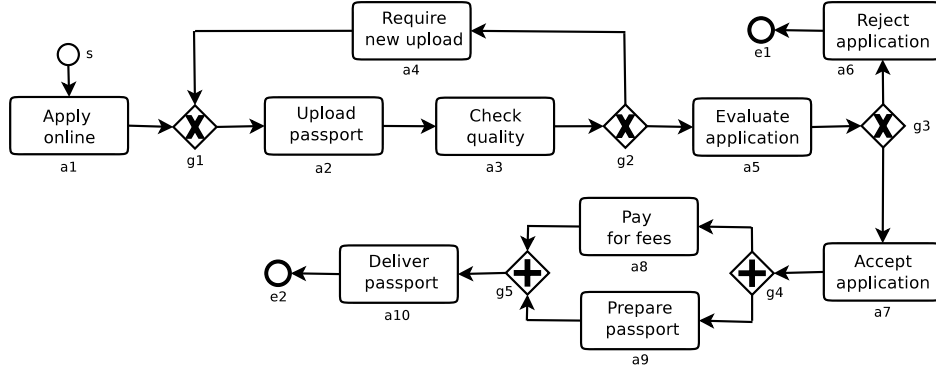 Require
new upload
a4
Reject
application
a6
e1
s
Apply
online
a1
X
g1
Upload
passport
a2
Check
quality
a3
X
g2
Evaluate
application
a5
X
g3
Pay
for fees
a8
Deliver
passport
a10
e2
g5
Prepare
passport
a9
g4
Accept
application
a7